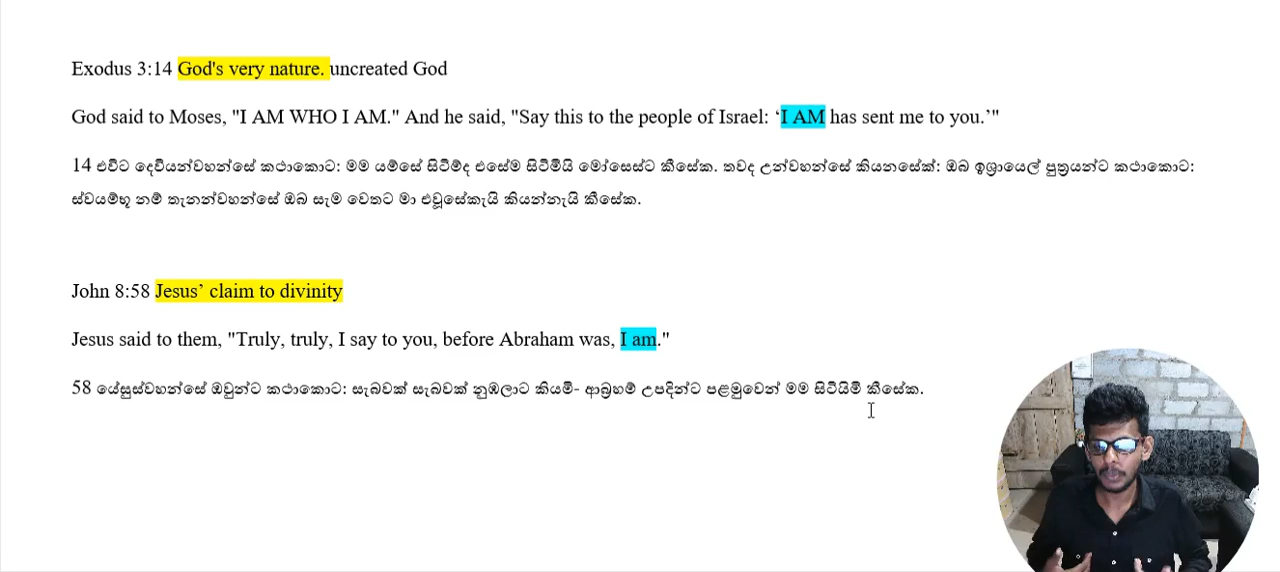 Exodus 3:14 God's very nature. uncreated God
God said to Moses, "I AM WHO I AM." And he said, "Say this to the people of Israel: ‘I AM has sent me to you.’"
14 එවිට දෙවියන්වහන්සේ කථාකොට: මම යම්සේ සිටිම්ද එසේම සිටිමියි මෝසෙස්ට කීසේක. තවද උන්වහන්සේ කියනසේක්: ඔබ ඉශ්‍රායෙල් පුත්‍රයන්ට කථාකොට:
ස්වයම්භූ නම් තැනන්වහන්සේ ඔබ සැම වෙතට මා එවූසේකැයි කියන්නැයි කීසේක.
John 8:58 Jesus’ claim to divinity
Jesus said to them, "Truly, truly, I say to you, before Abraham was, I am."
58 යේසුස්වහන්සේ ඔවුන්ට කථාකොට: සැබවක් සැබවක් නුඹලාට කියමි- ආබ්‍රහම් උපදින්ට පළමුවෙන් මම සිටියිමි කීසේක.